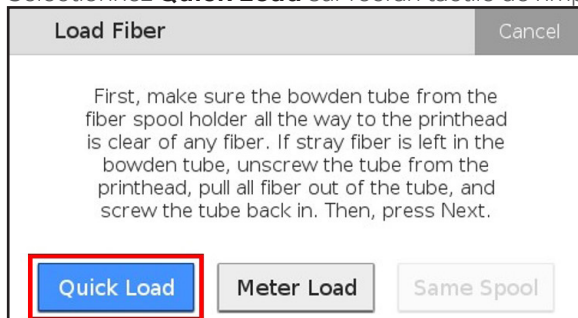 Quick Load
Load Fiber
Cancel
First, make sure the bowden tube from the
fiber spool holder all the way to the printhead
is clear of any fiber. If stray fiber is left in the
bowden tube, unscrew the tube from the
printhead, pull all fiber out of the tube, and
screw the tube back in. Then, press Next.
Quick Load
Meter Load
Same Spool